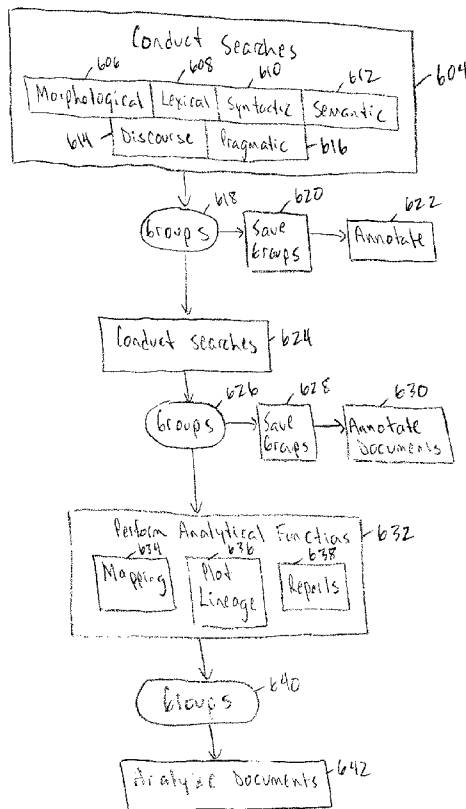 Conduct Searches
604
606 608 610 612
Morphological Lexical Syntactic Semantic
614 Discourse Pragmatic 616
618 620 622
Groups Save Groups Annotate
Conduct Searches 624
626 628 630
Groups Save Groups Annotate Documents
Perform Analytical Functions 632
634 636 638
Mapping Plot Lineage Reports
Groups 640
Analyze Documents 642